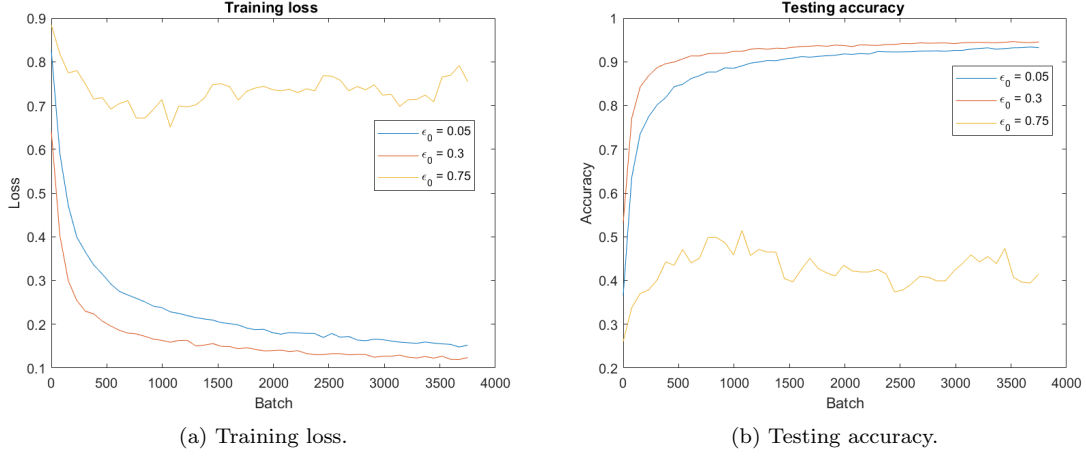 Training loss
0.9
0.8
0.7
0.6
0.5
0.4
0.3
0.2
0.1
Loss
0
500
1000
1500
2000
2500
3000
3500
4000
Batch
ϵ0 = 0.05
ϵ0 = 0.3
ϵ0 = 0.75
(a) Training loss.
Testing accuracy
1
0.9
0.8
0.7
0.6
0.5
0.4
0.3
0.2
Accuracy
0
500
1000
1500
2000
2500
3000
3500
4000
Batch
ϵ0 = 0.05
ϵ0 = 0.3
ϵ0 = 0.75
(b) Testing accuracy.